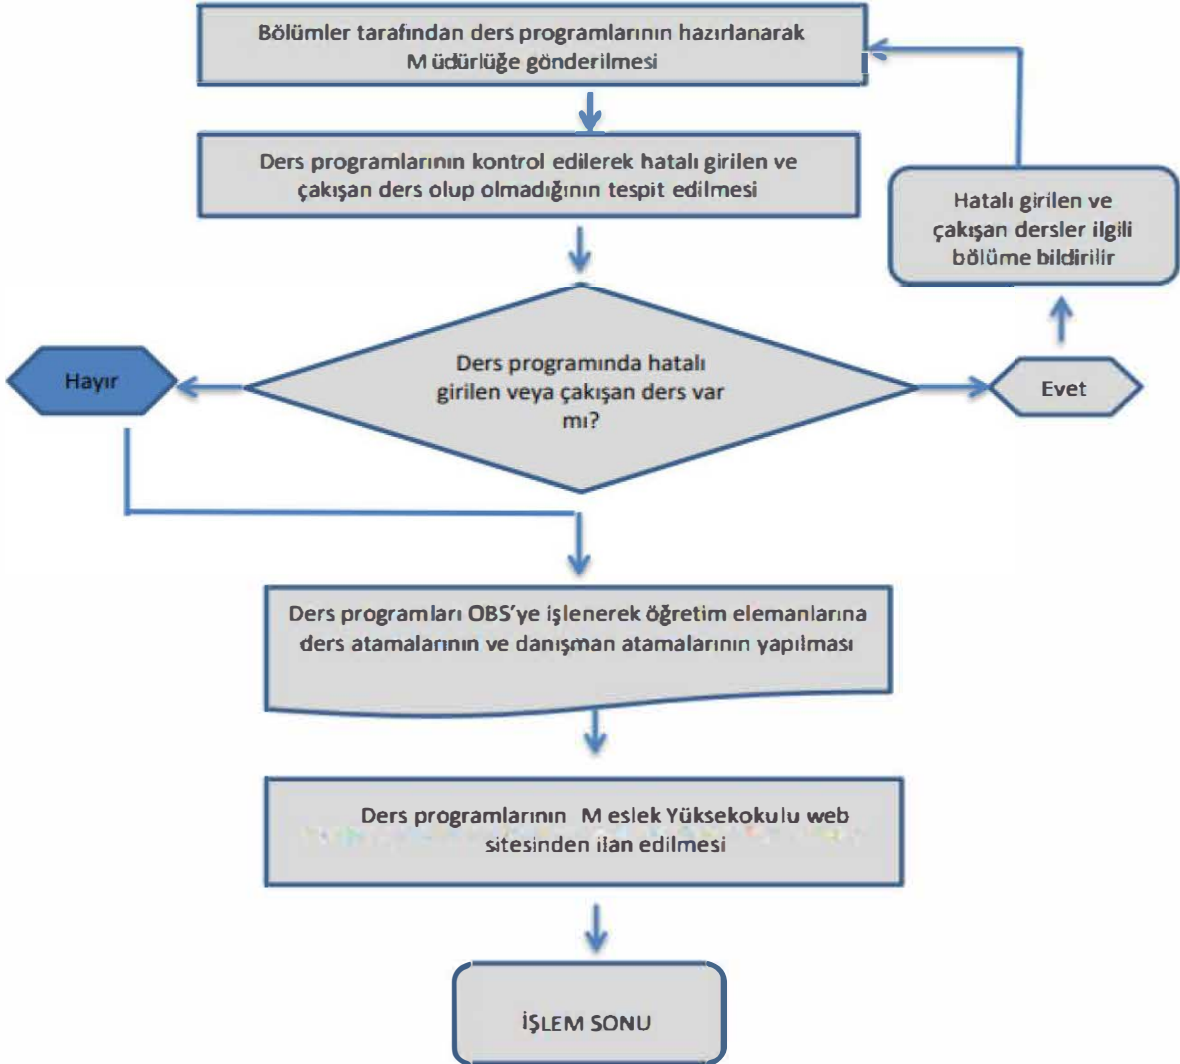 Bölümler tarafından ders programlarının hazırlanarak
Müdürlüğe gönderilmesi
Ders programlarının kontrol edilerek hatalı girilen ve
çakışan ders olup olmadığının tespit edilmesi
Hatalı girilen ve
çakışan dersler ilgili
bölüme bildirilir
Ders programında hatalı
girilen veya çakışan ders var
mı?
Hayır
Evet
Ders programları OBS'ye işlenerek öğretim elemanlarına
ders atamalarının ve danışman atamalarının yapılması
Ders programlarının Meslek Yüksekokulu web
sitesinden ilan edilmesi
İŞLEM SONU